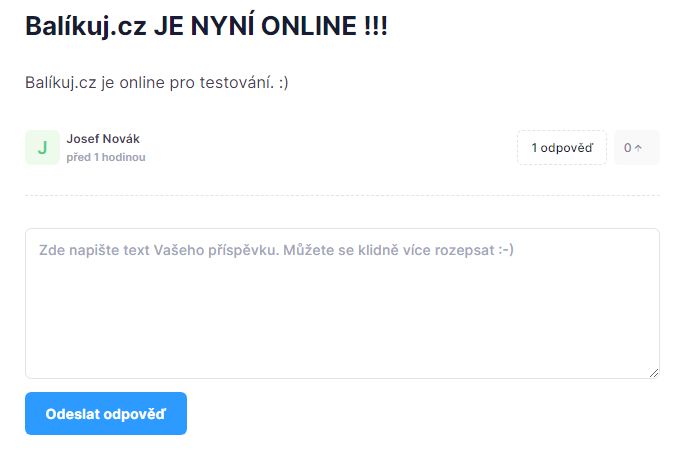 Balíkuj.cz JE NYNÍ ONLINE !!!
Balíkuj.cz je online pro testování. :)
J
Josef Novák
před 1 hodinou
1 odpověď
0 ↑
Zde napište text Vašeho příspěvku. Můžete se klidně více rozepsat :-)
Odeslat odpověď